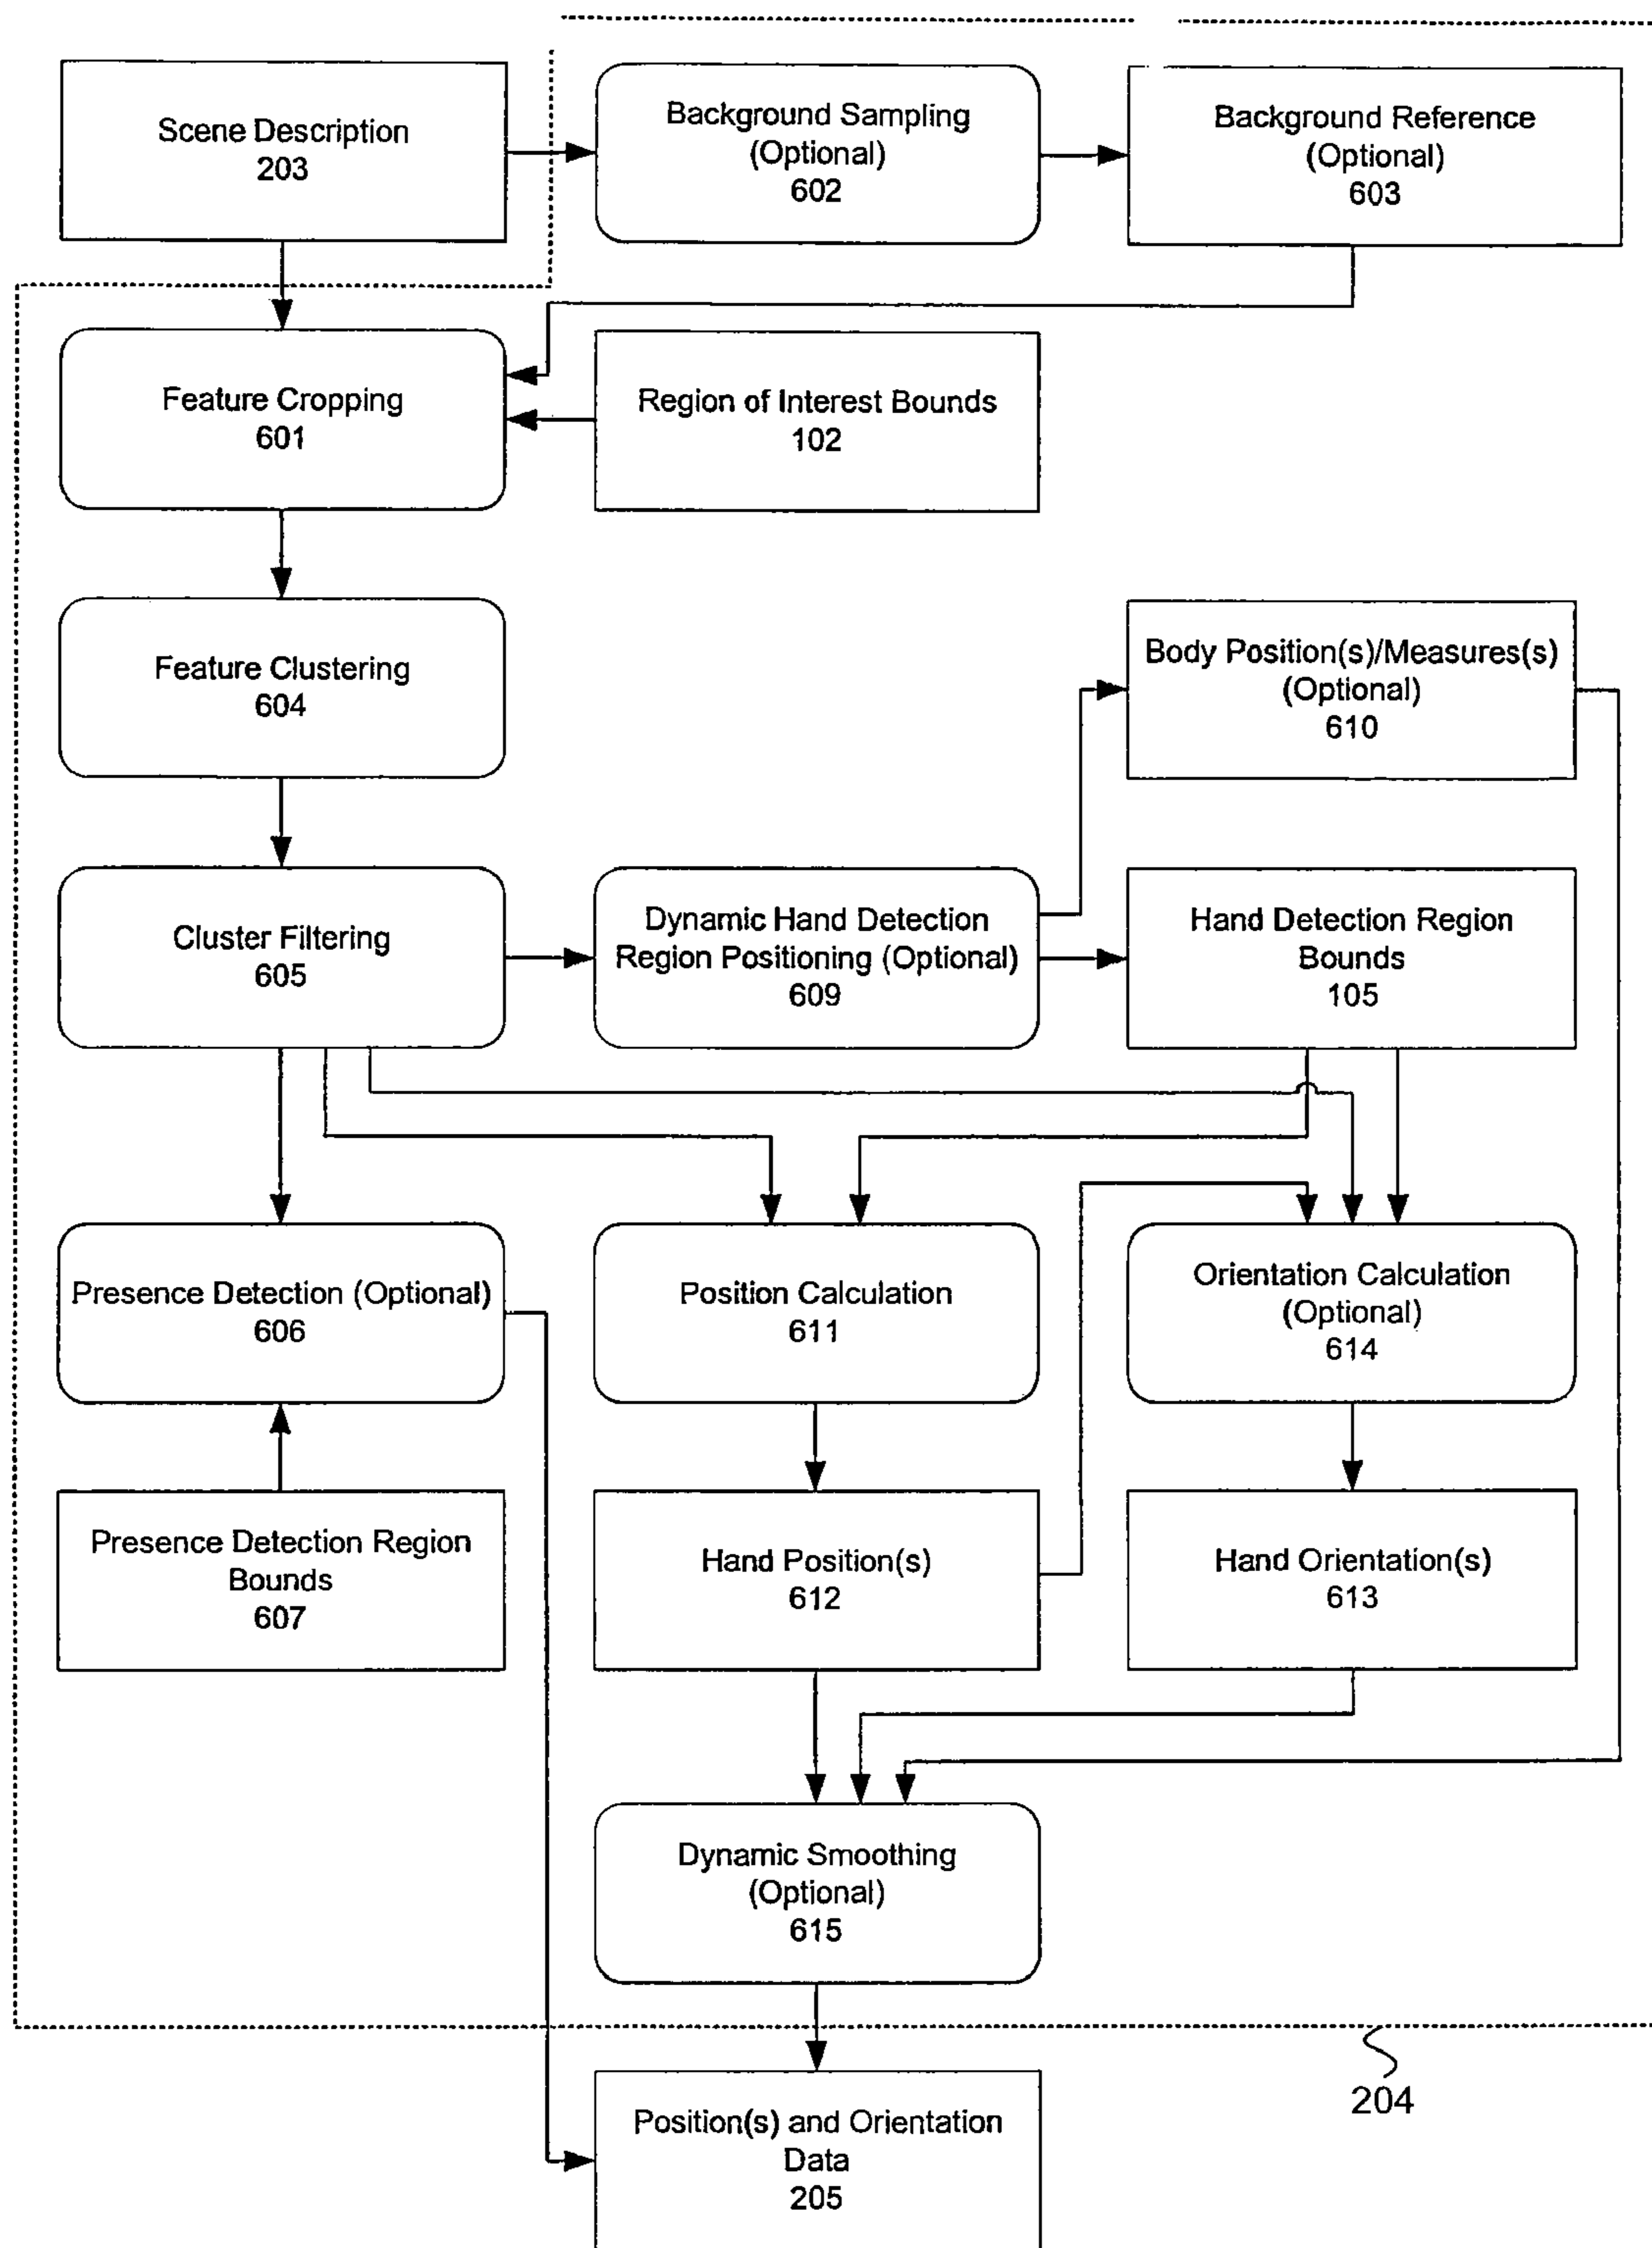 Scene Description
203
Background Sampling
(Optional)
602
Background Reference
(Optional)
603
Feature Cropping
601
Region of Interest Bounds
102
Feature Clustering
604
Body Position(s)/Measures(s)
(Optional)
610
Cluster Filtering
605
Dynamic Hand Detection
Region Positioning (Optional)
609
Hand Detection Region
Bounds
105
Presence Detection (Optional)
606
Position Calculation
611
Orientation Calculation
(Optional)
614
Presence Detection Region
Bounds
607
Hand Position(s)
612
Hand Orientation(s)
613
Dynamic Smoothing
(Optional)
615
204
Position(s) and Orientation
Data
205